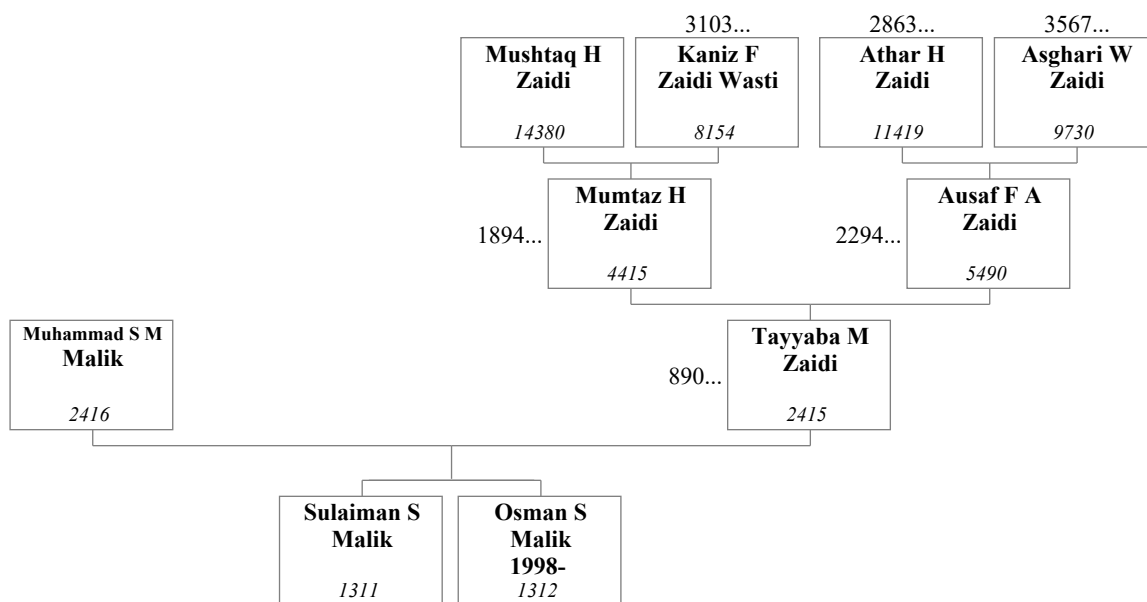 3103...
2863...
3567...
Mushtaq H
Zaidi
14380
Kaniz F
Zaidi Wasti
8154
Athar H
Zaidi
11419
Asghari W
Zaidi
9730
1894...
Mumtaz H
Zaidi
4415
2294...
Ausaf F A
Zaidi
5490
Muhammad S M
Malik
2416
890...
Tayyaba M
Zaidi
2415
Sulaiman S
Malik
1311
Osman S
Malik
1998-
1312